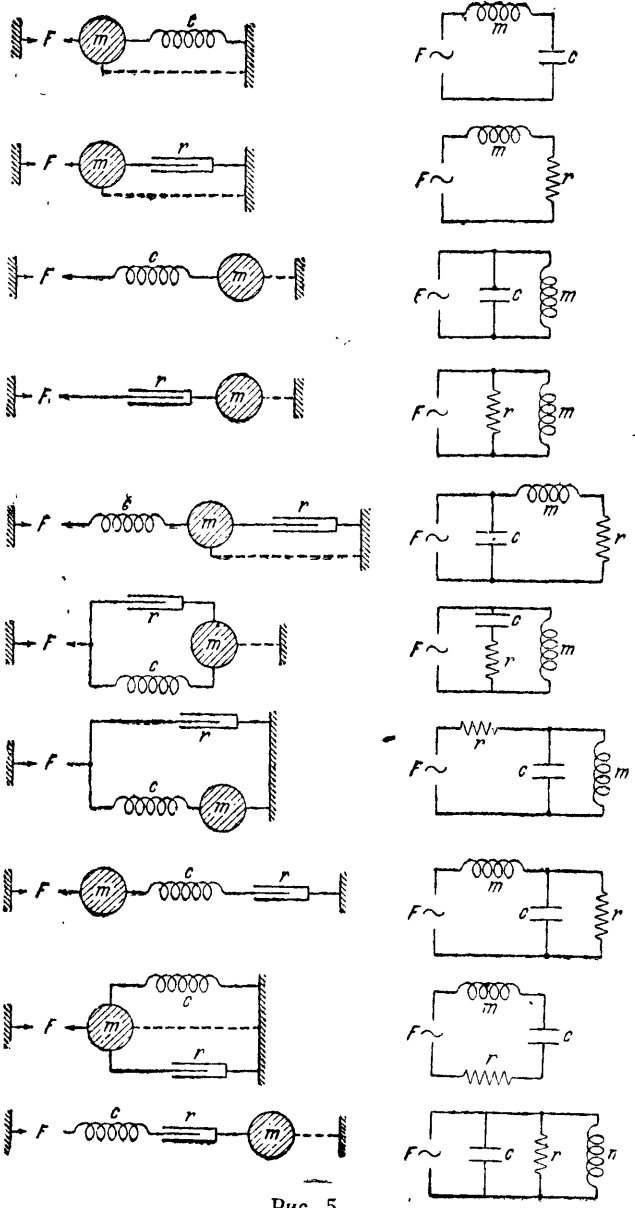 F m c m F c
F m r m F r
F c m F c m
F r m F r m
F c m r m F c r
r F m c c F r m
r F c m r F c m
F m c r m F c r
c F m r m F c r
F c r m F c r n
Рис. 5